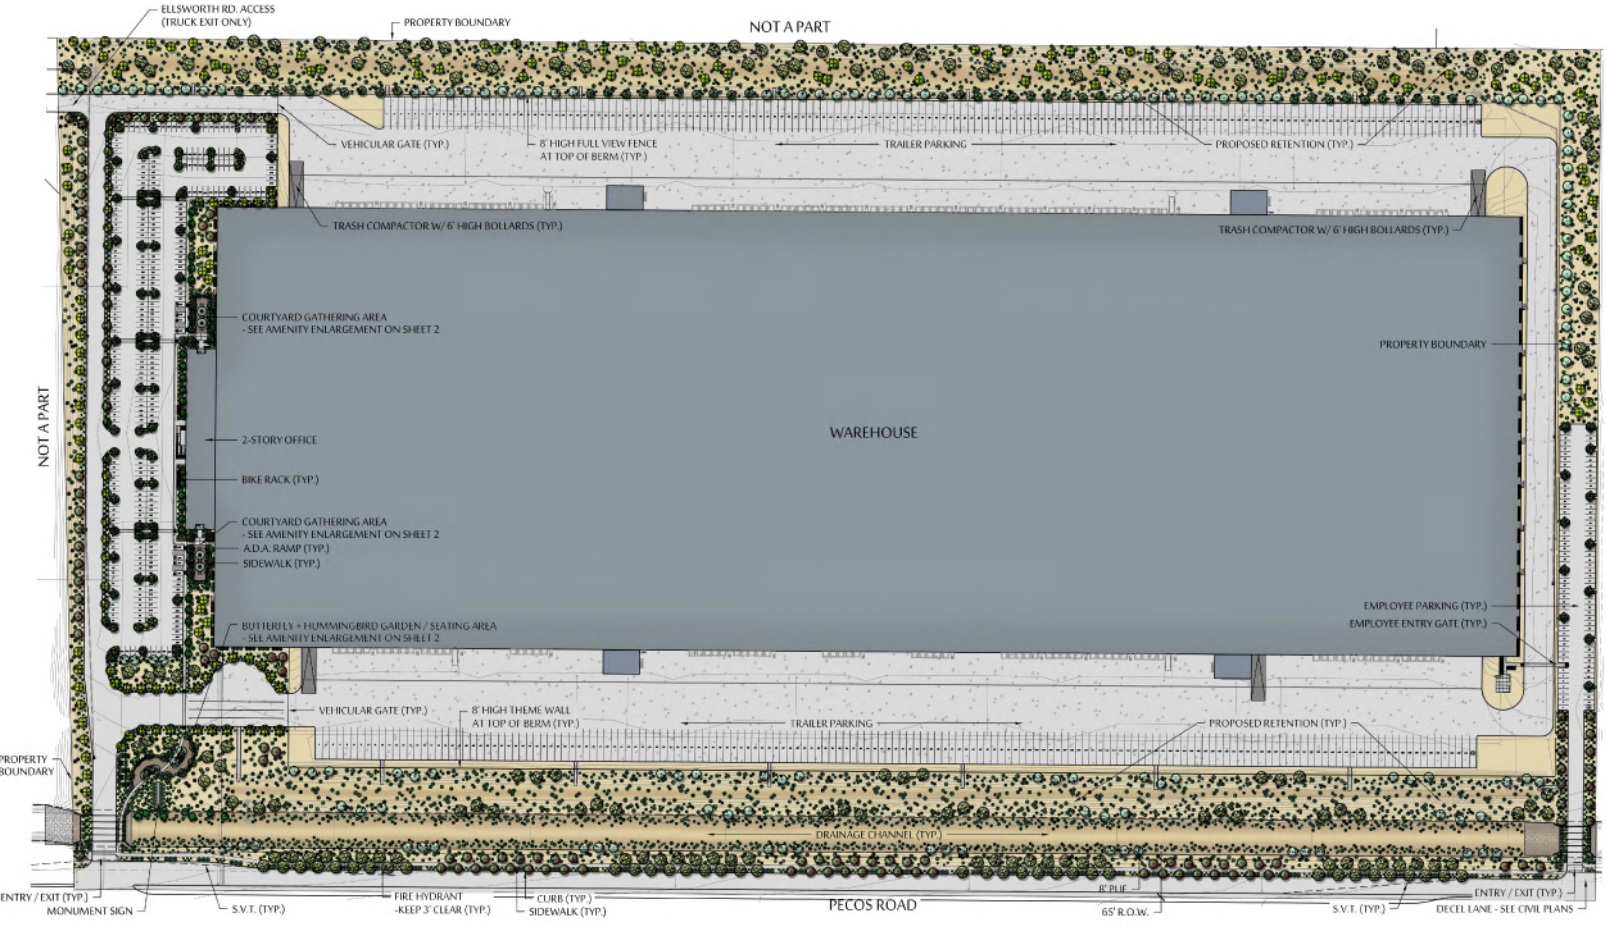 ELLSWORTH RD. ACCESS
(TRUCK EXIT ONLY)
PROPERTY BOUNDARY
NOT A PART
VEHICULAR GATE (TYP.)
8' HIGH FULL VIEW FENCE
AT TOP OF BERM (TYP.)
TRAILER PARKING
PROPOSED RETENTION (TYP.)
TRASH COMPACTOR W/ 6' HIGH BOLLARDS (TYP.)
TRASH COMPACTOR W/ 6' HIGH BOLLARDS (TYP.)
COURTYARD GATHERING AREA
- SEE AMENITY ENLARGEMENT ON SHEET 2
PROPERTY BOUNDARY
NOT A PART
2-STORY OFFICE
WAREHOUSE
BIKE RACK (TYP.)
COURTYARD GATHERING AREA
- SEE AMENITY ENLARGEMENT ON SHEET 2
A.D.A. RAMP (TYP.)
SIDEWALK (TYP.)
EMPLOYEE PARKING (TYP.)
EMPLOYEE ENTRY GATE (TYP.)
BUTTERFLY + HUMMINGBIRD GARDEN / SEATING AREA
- SEE AMENITY ENLARGEMENT ON SHEET 2
VEHICULAR GATE (TYP.)
8' HIGH THEME WALL
AT TOP OF BERM (TYP.)
TRAILER PARKING
PROPOSED RETENTION (TYP.)
PROPERTY
BOUNDARY
DRAINAGE CHANNEL (TYP.)
ENTRY / EXIT (TYP.)
MONUMENT SIGN
S.V.T. (TYP.)
FIRE HYDRANT
-KEEP 3' CLEAR (TYP.)
CURB (TYP.)
SIDEWALK (TYP.)
PECOS ROAD
8' PUE
65' R.O.W.
S.V.T. (TYP.)
ENTRY / EXIT (TYP.)
DECEL LANE - SEE CIVIL PLANS